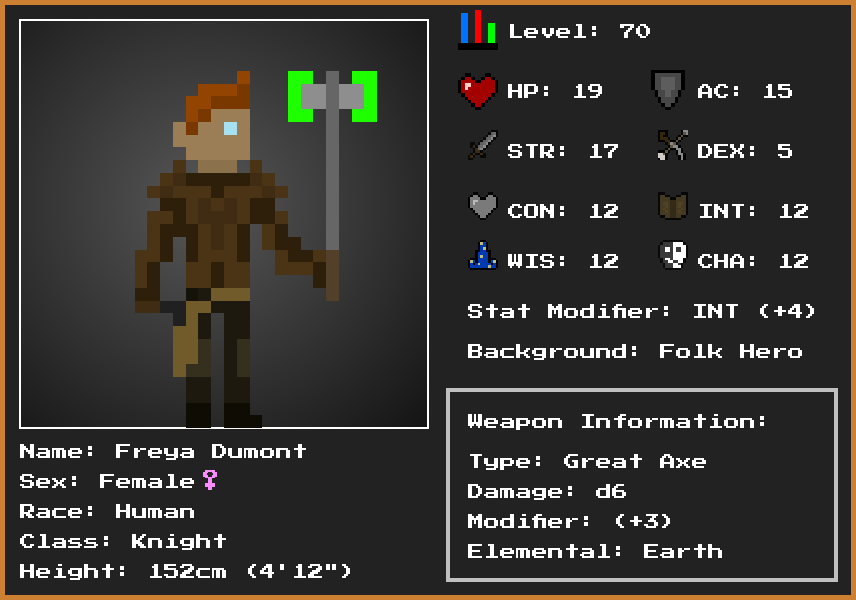 Level: 70
HP: 19 AC: 15
STR: 17 DEX: 5
CON: 12 INT: 12
WIS: 12 CHA: 12
Stat Modifier: INT (+4)
Background: Folk Hero
Weapon Information:
Type: Great Axe
Damage: d6
Modifier: (+3)
Elemental: Earth
Name: Freya Dumont
Sex: Female♀
Race: Human
Class: Knight
Height: 152cm (4'12")